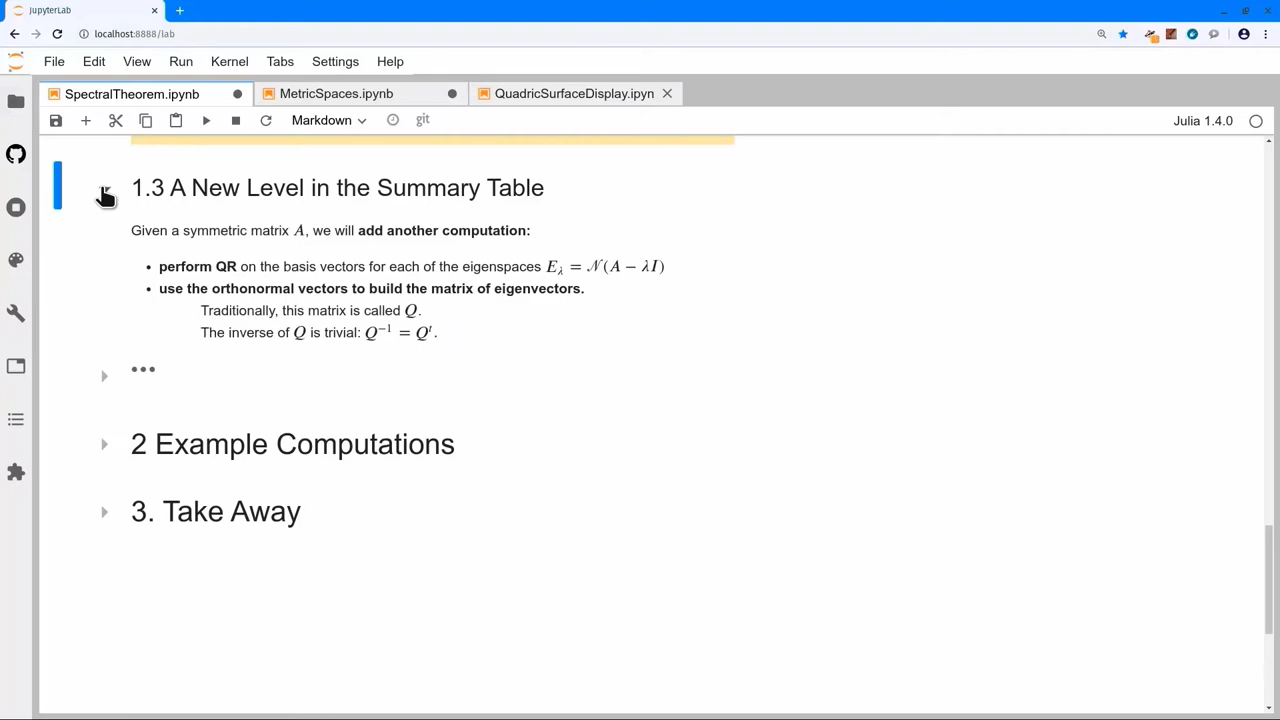 JupyterLab
localhost:8888/lab
File Edit View Run Kernel Tabs Settings Help
SpectralTheorem.ipynb MetricSpaces.ipynb QuadricSurfaceDisplay.ipyn
Markdown git Julia 1.4.0
1.3 A New Level in the Summary Table
Given a symmetric matrix A, we will add another computation:
• perform QR on the basis vectors for each of the eigenspaces E_λ = 𝒩(A − λI)
• use the orthonormal vectors to build the matrix of eigenvectors.
Traditionally, this matrix is called Q.
The inverse of Q is trivial: Q⁻¹ = Qᵗ.
•••
2 Example Computations
3. Take Away